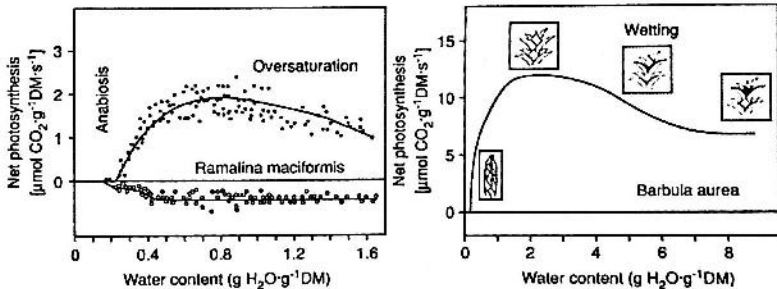 Net photosynthesis
[µmol CO₂·g⁻¹DM·s⁻¹]
3
2
1
0
Anabiosis
Oversaturation
Ramalina maciformis
0
0.4
0.8
1.2
1.6
Water content (g H₂O·g⁻¹DM)
Net photosynthesis
[µmol CO₂·g⁻¹DM·s⁻¹]
15
10
5
0
Wetting
Barbula aurea
0
2
4
6
8
Water content (g H₂O·g⁻¹DM)